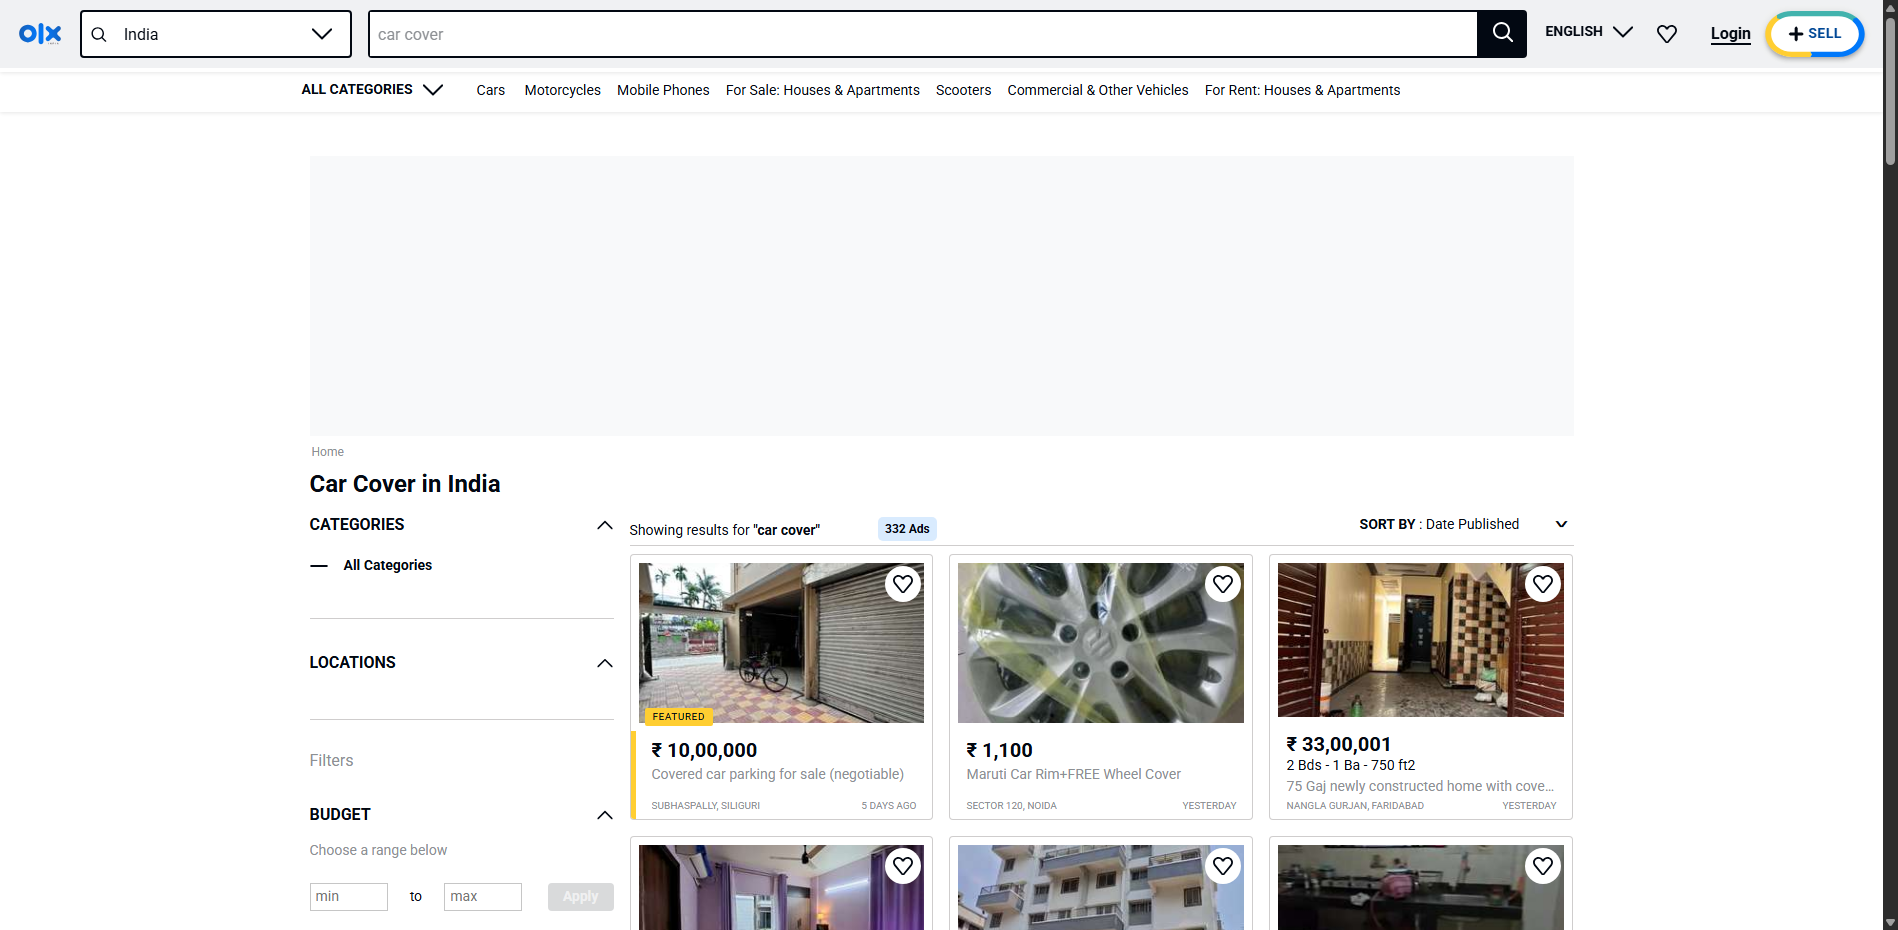 olx
India
car cover
ENGLISH
Login
SELL
ALL CATEGORIES
Cars
Motorcycles
Mobile Phones
For Sale: Houses & Apartments
Scooters
Commercial & Other Vehicles
For Rent: Houses & Apartments
Home
Car Cover in India
CATEGORIES
All Categories
LOCATIONS
Filters
BUDGET
Choose a range below
min
to
max
Apply
Showing results for "car cover"
332 Ads
SORT BY : Date Published
FEATURED
₹ 10,00,000
Covered car parking for sale (negotiable)
SUBHASPALLY, SILIGURI
5 DAYS AGO
₹ 1,100
Maruti Car Rim+FREE Wheel Cover
SECTOR 120, NOIDA
YESTERDAY
₹ 33,00,001
2 Bds - 1 Ba - 750 ft2
75 Gaj newly constructed home with cove...
NANGLA GURJAN, FARIDABAD
YESTERDAY